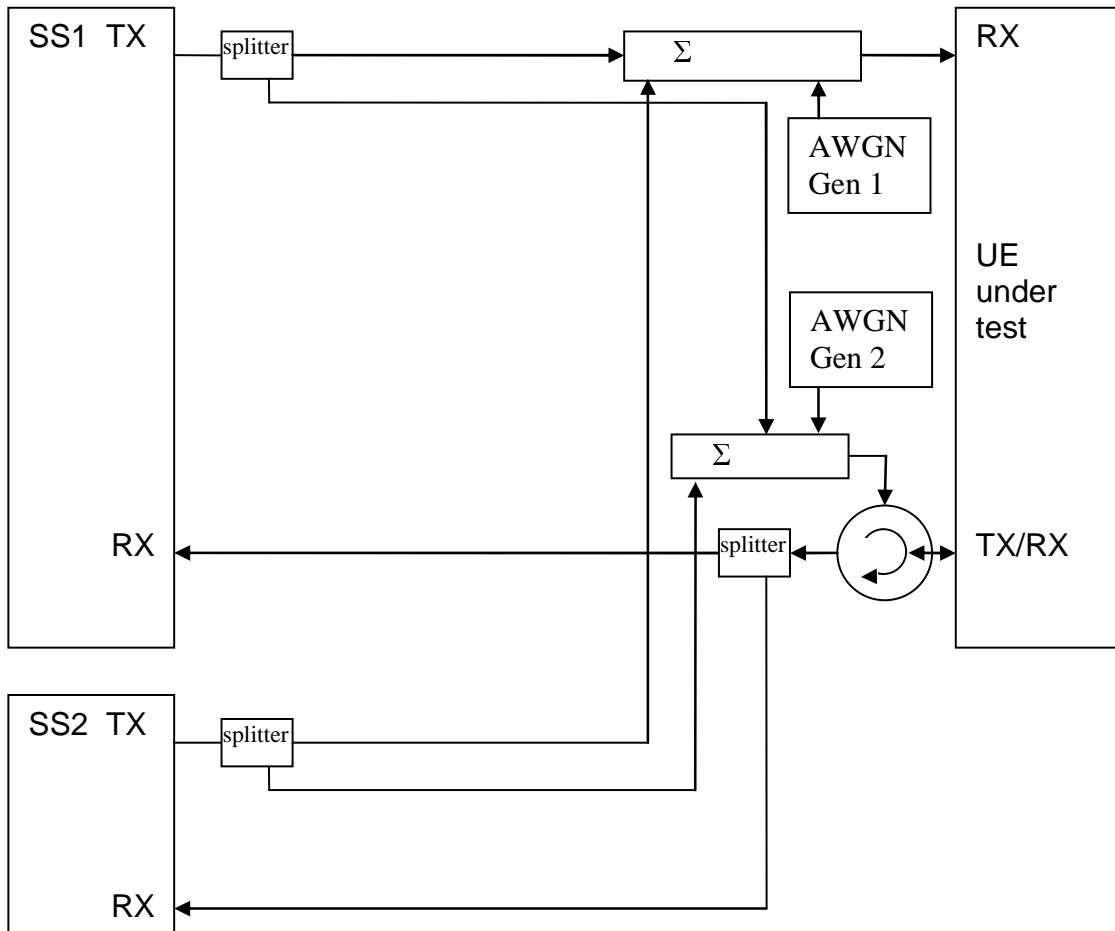 SS1 TX
splitter
Σ
RX
AWGN
Gen 1
UE
under
test
AWGN
Gen 2
Σ
RX
splitter
TX/RX
SS2 TX
splitter
RX